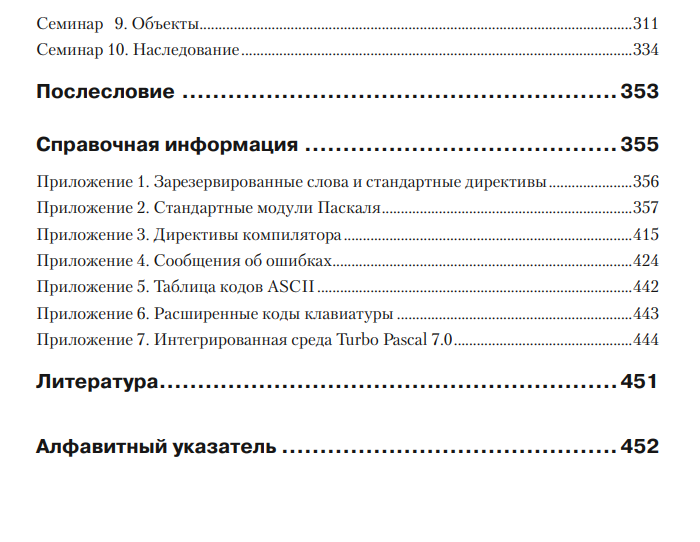 Семинар 9. Объекты.....311
Семинар 10. Наследование.....334
Послесловие.....353
Справочная информация.....355
Приложение 1. Зарезервированные слова и стандартные директивы.....356
Приложение 2. Стандартные модули Паскаля.....357
Приложение 3. Директивы компилятора.....415
Приложение 4. Сообщения об ошибках.....424
Приложение 5. Таблица кодов ASCII.....442
Приложение 6. Расширенные коды клавиатуры.....443
Приложение 7. Интегрированная среда Turbo Pascal 7.0.....444
Литература.....451
Алфавитный указатель.....452